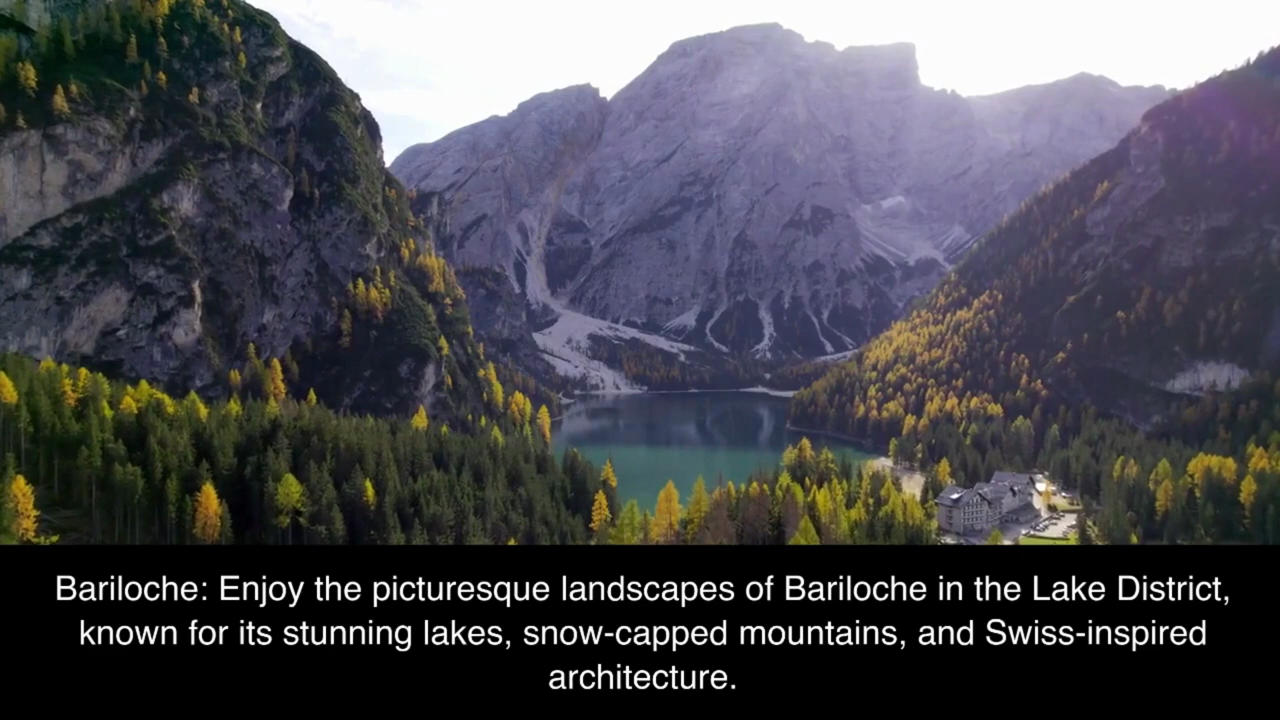 Bariloche: Enjoy the picturesque landscapes of Bariloche in the Lake District,
known for its stunning lakes, snow-capped mountains, and Swiss-inspired
architecture.